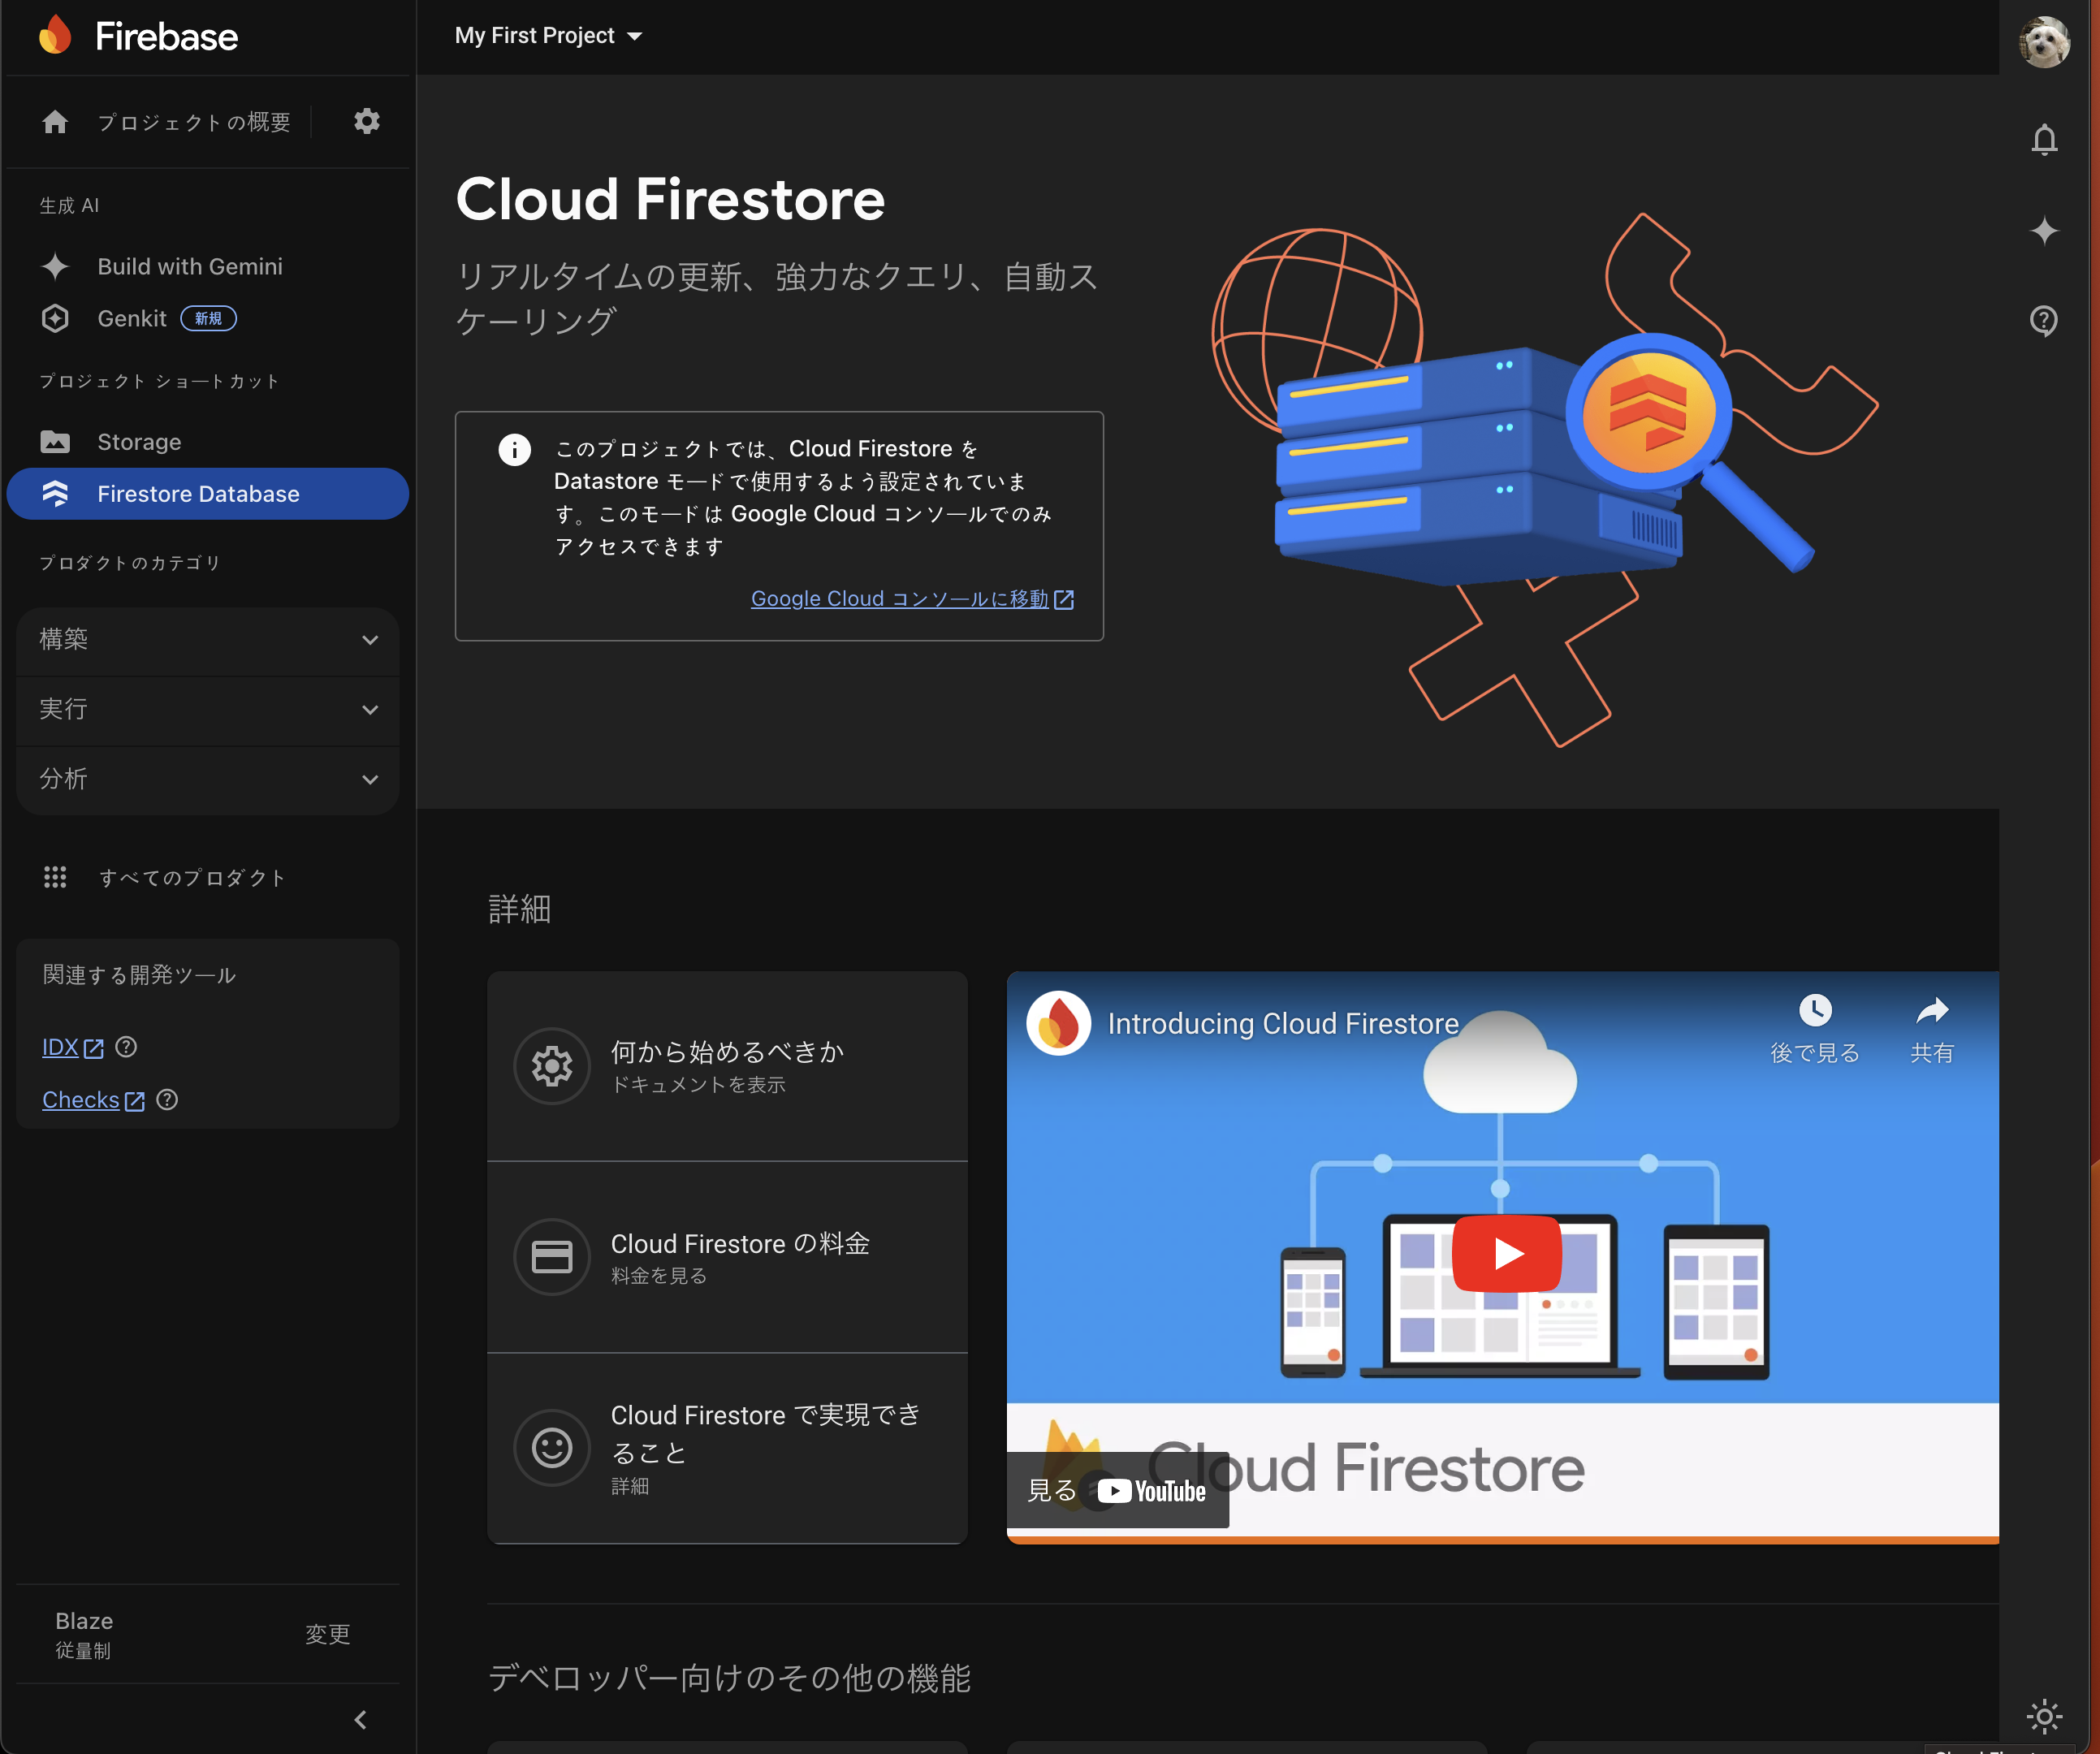 Firebase
My First Project
プロジェクトの概要
生成 AI
Build with Gemini
Genkit 新規
プロジェクト ショートカット
Storage
Firestore Database
プロダクトのカテゴリ
構築
実行
分析
すべてのプロダクト
関連する開発ツール
IDX
Checks
Blaze
従量制
変更
Cloud Firestore
リアルタイムの更新、強力なクエリ、自動ス
ケーリング
このプロジェクトでは、Cloud Firestore を
Datastore モードで使用するよう設定されていま
す。このモードは Google Cloud コンソールでのみ
アクセスできます
Google Cloud コンソールに移動
詳細
何から始めるべきか
ドキュメントを表示
Cloud Firestore の料金
料金を見る
Cloud Firestore で実現でき
ること
詳細
Introducing Cloud Firestore
後で見る
共有
Cloud Firestore
見る YouTube
デベロッパー向けのその他の機能